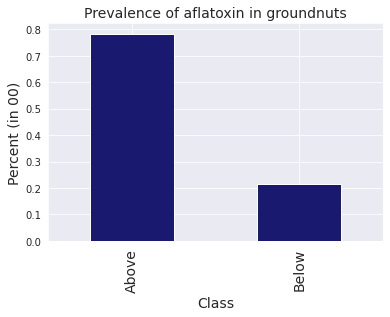 Prevalence of aflatoxin in groundnuts
Percent (in 00)
0.8
0.7
0.6
0.5
0.4
0.3
0.2
0.1
0.0
Above
Below
Class